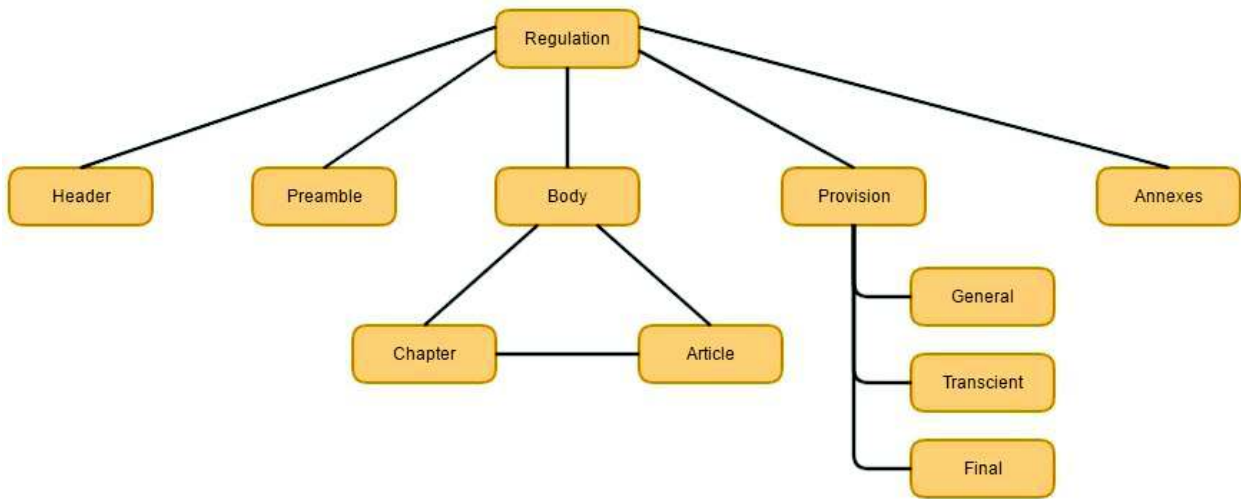 Regulation
Header
Preamble
Body
Provision
Annexes
General
Chapter
Article
Transcient
Final